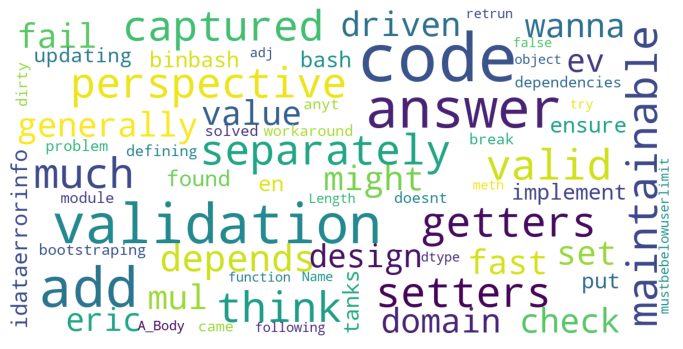 retrun
fail captured driven wanna
false
updating binbash adj bash object ev
dirty perspective code dependencies
anyt try
generally value answer
solved workaround ensure
problem defining separately break valid
much found en might doesnt implement
module Length meth
validation getters
bootstraping depends design dtype fast set
function Name put
add mul think setters
eric A_Body came following tanks domain check
idataerrorinfo
maintainable
mustbebelowuserlimit